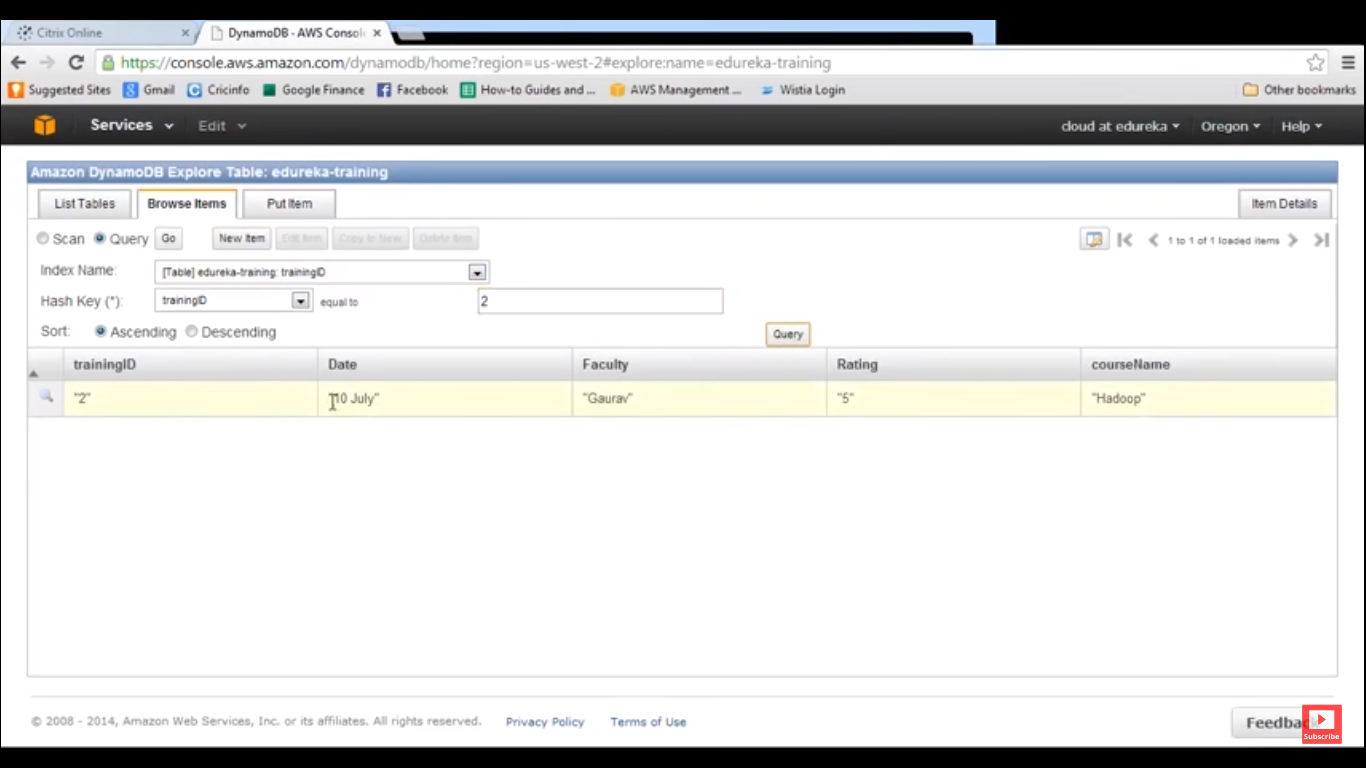 Citrix Online
DynamoDB - AWS Consol
https://console.aws.amazon.com/dynamodb/home?region=us-west-2#explore:name=edureka-training
Suggested Sites Gmail Cricinfo Google Finance Facebook How-to Guides and ... AWS Management ... Wistia Login Other bookmarks
Services Edit cloud at edureka Oregon Help
Amazon DynamoDB Explore Table: edureka-training
List Tables Browse Items Put Item Item Details
Scan Query Go New Item Edit Item Copy to New Delete Item 1 to 1 of 1 loaded items
Index Name: [Table] edureka-training: trainingID
Hash Key (*): trainingID equal to 2
Sort: Ascending Descending Query
trainingID Date Faculty Rating courseName
"2" "10 July" "Gaurav" "5" "Hadoop"
© 2008 - 2014, Amazon Web Services, Inc. or its affiliates. All rights reserved. Privacy Policy Terms of Use Feedbac
Subscribe